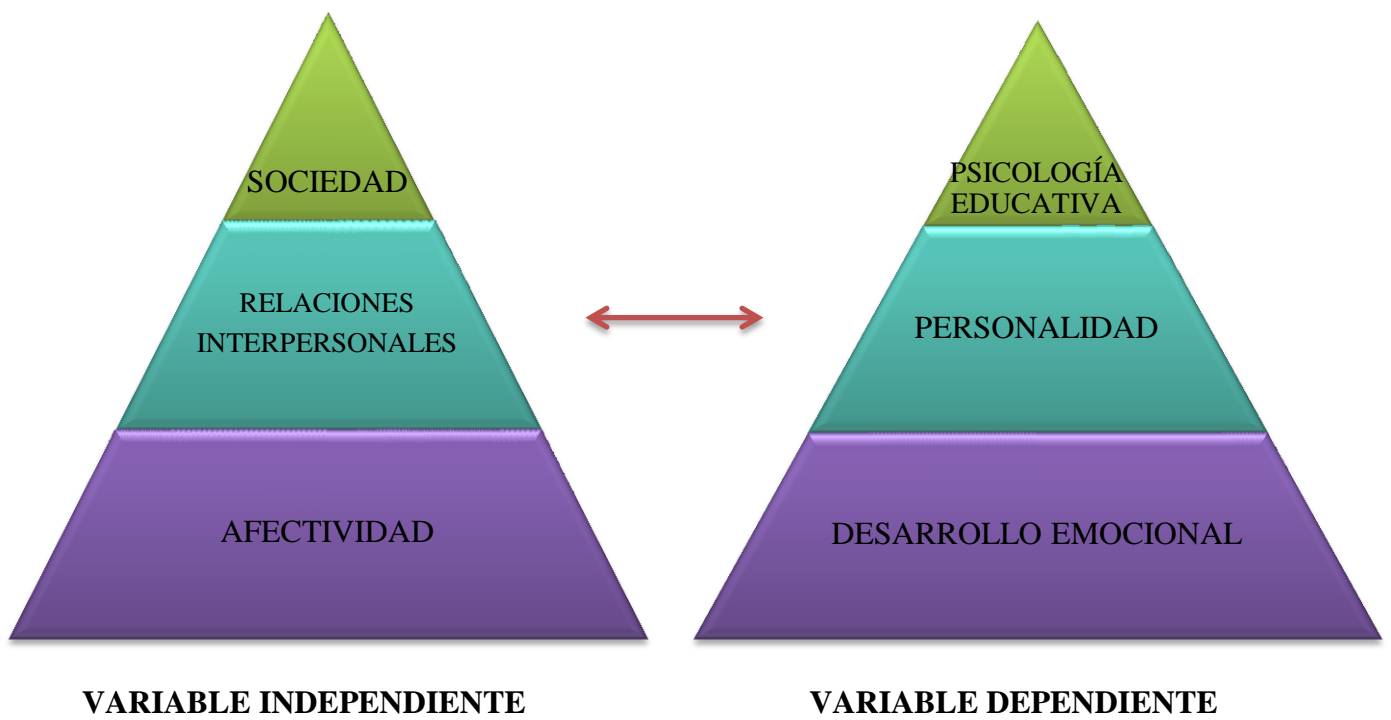 SOCIEDAD
RELACIONES
INTERPERSONALES
AFECTIVIDAD
VARIABLE INDEPENDIENTE
PSICOLOGÍA
EDUCATIVA
PERSONALIDAD
DESARROLLO EMOCIONAL
VARIABLE DEPENDIENTE